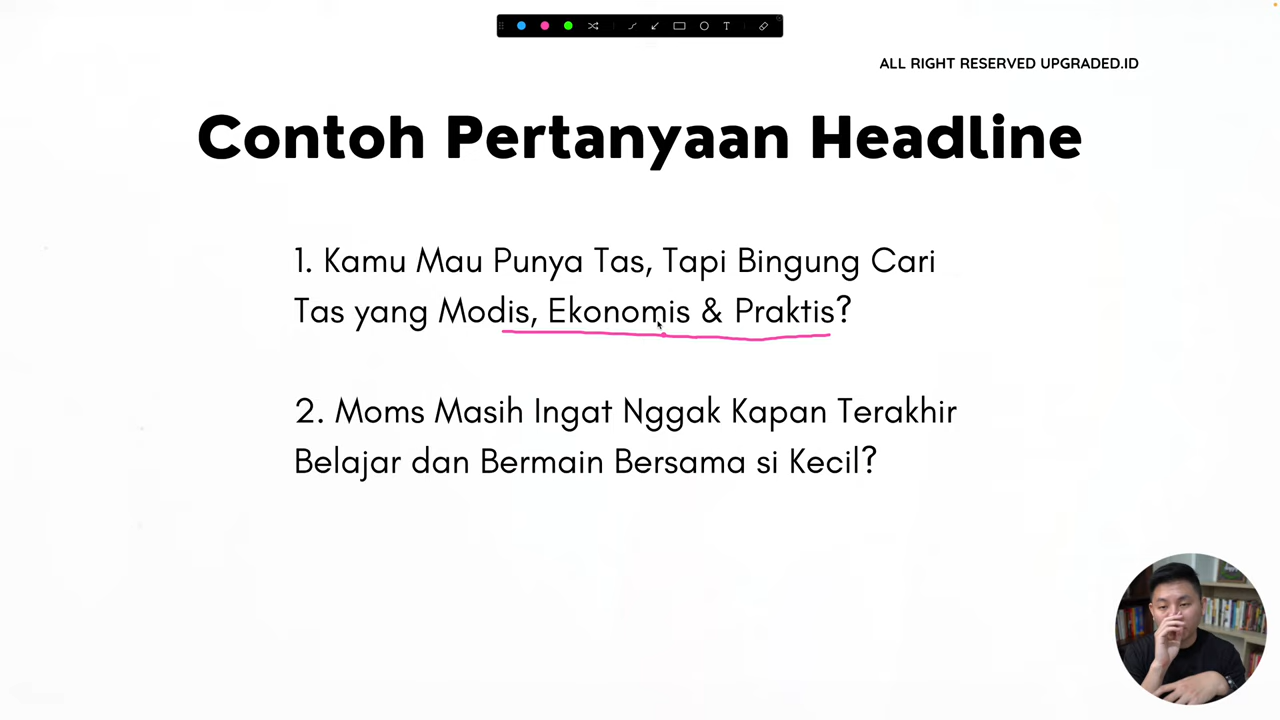 ALL RIGHT RESERVED UPGRADED.ID
Contoh Pertanyaan Headline
1. Kamu Mau Punya Tas, Tapi Bingung Cari
Tas yang Modis, Ekonomis & Praktis?
2. Moms Masih Ingat Nggak Kapan Terakhir
Belajar dan Bermain Bersama si Kecil?